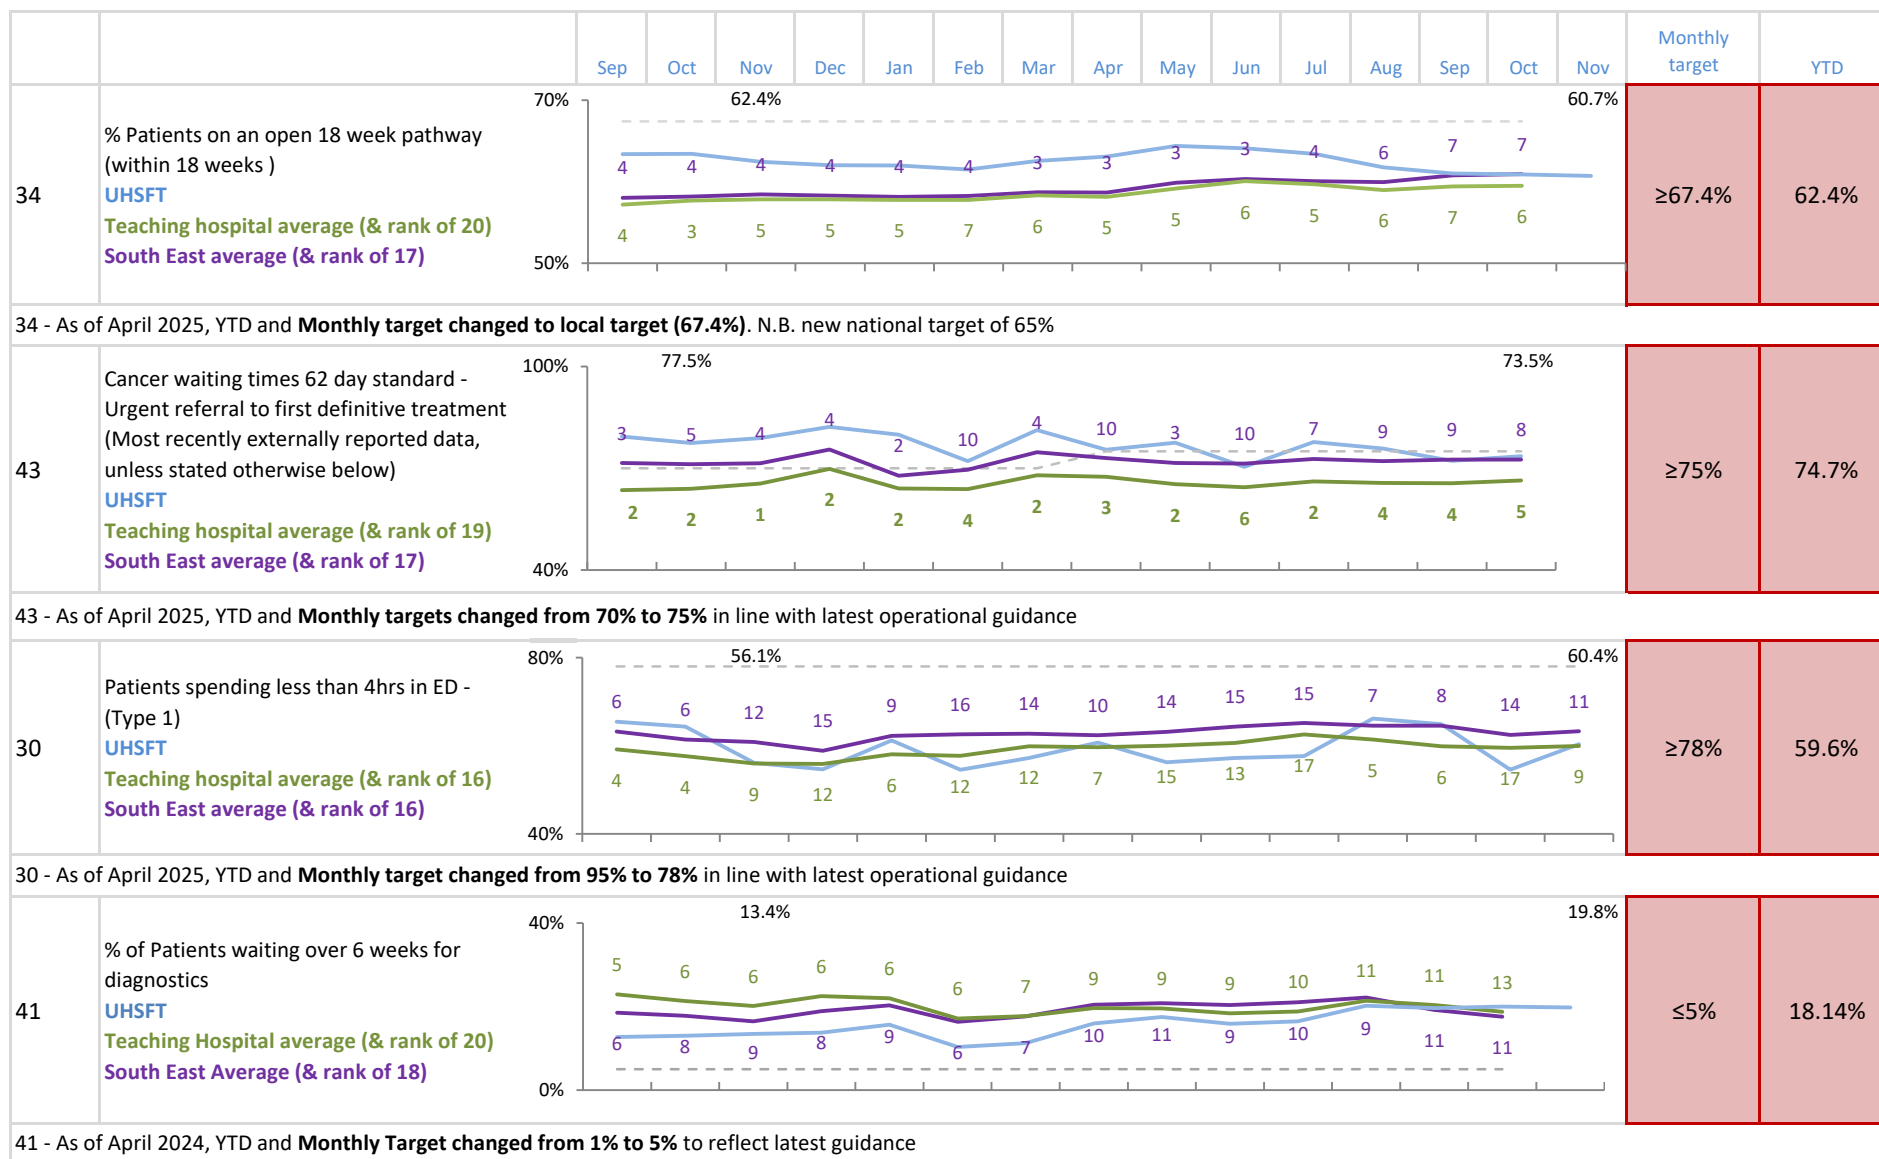 Sep Oct Nov Dec Jan Feb Mar Apr May Jun Jul Aug Sep Oct Nov Monthly target YTD
34
% Patients on an open 18 week pathway
(within 18 weeks )
UHSFT
Teaching hospital average (& rank of 20)
South East average (& rank of 17)
70%
50%
62.4% 60.7%
4 4 4 4 4 4 3 3 3 3 4 6 7 7
4 3 5 5 5 7 6 5 5 6 5 6 7 6
≥67.4% 62.4%
34 - As of April 2025, YTD and Monthly target changed to local target (67.4%). N.B. new national target of 65%
43
Cancer waiting times 62 day standard -
Urgent referral to first definitive treatment
(Most recently externally reported data,
unless stated otherwise below)
UHSFT
Teaching hospital average (& rank of 19)
South East average (& rank of 17)
100%
40%
77.5% 73.5%
3 5 4 4 2 10 4 10 3 10 7 9 9 8
2 2 1 2 2 4 2 3 2 6 2 4 4 5
≥75% 74.7%
43 - As of April 2025, YTD and Monthly targets changed from 70% to 75% in line with latest operational guidance
30
Patients spending less than 4hrs in ED -
(Type 1)
UHSFT
Teaching hospital average (& rank of 16)
South East average (& rank of 16)
80%
40%
56.1% 60.4%
6 6 12 15 9 16 14 10 14 15 15 7 8 14 11
4 4 9 12 6 12 12 7 15 13 17 5 6 17 9
≥78% 59.6%
30 - As of April 2025, YTD and Monthly target changed from 95% to 78% in line with latest operational guidance
41
% of Patients waiting over 6 weeks for
diagnostics
UHSFT
Teaching Hospital average (& rank of 20)
South East Average (& rank of 18)
40%
0%
13.4% 19.8%
5 6 6 6 6 6 7 9 9 9 10 11 11 13
6 8 9 8 9 6 7 10 11 9 10 9 11 11
≤5% 18.14%
41 - As of April 2024, YTD and Monthly Target changed from 1% to 5% to reflect latest guidance